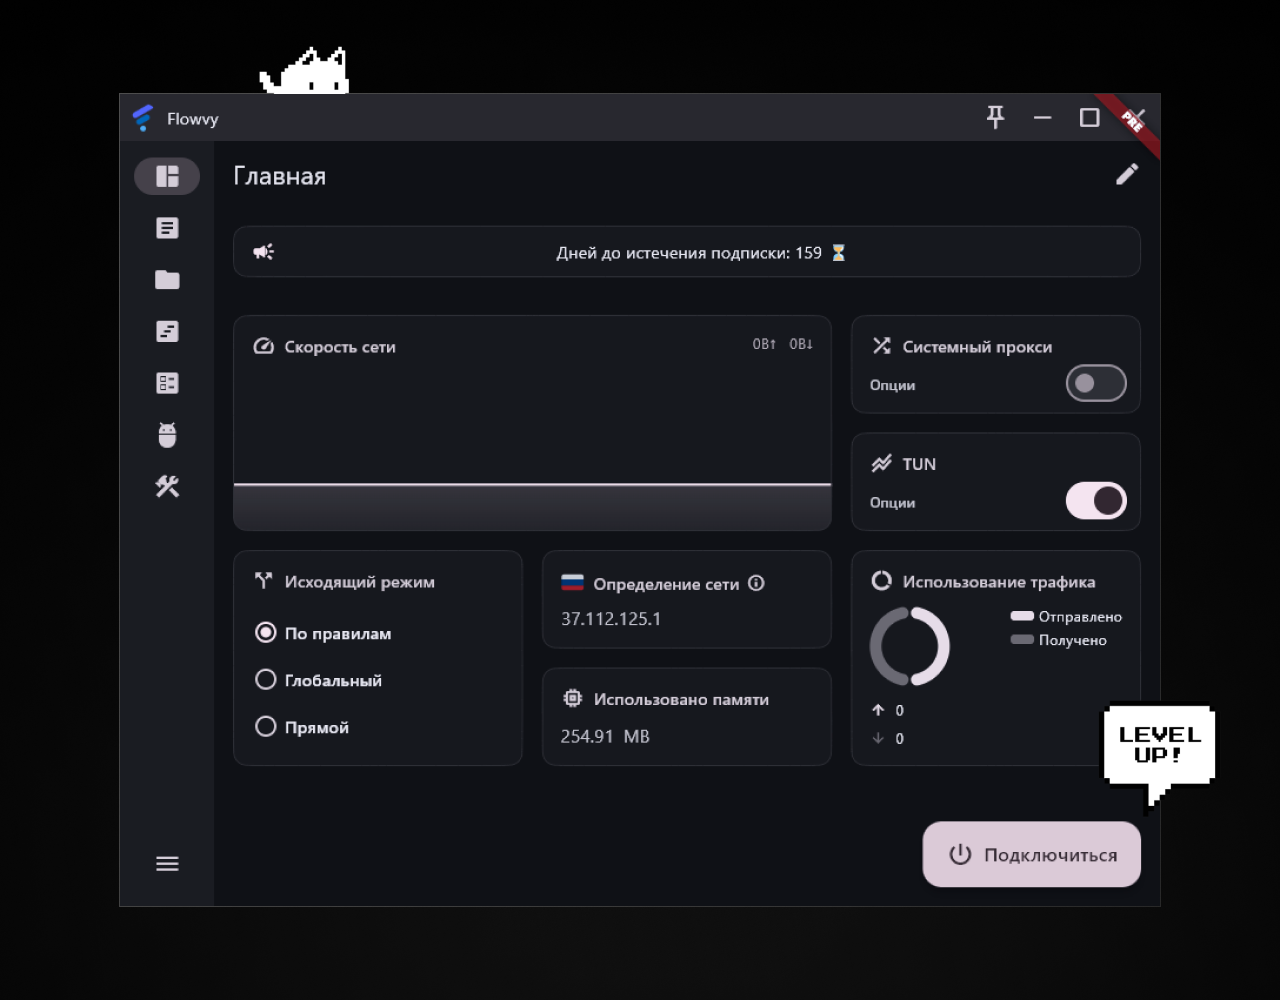 Flowvy
PRE
Главная
Дней до истечения подписки: 159 ⏳
Скорость сети
0B↑ 0B↓
Системный прокси
Опции
TUN
Опции
Исходящий режим
По правилам
Глобальный
Прямой
Определение сети
37.112.125.1
Использовано памяти
254.91 MB
Использование трафика
Отправлено
Получено
↑ 0
↓ 0
LEVEL
UP!
Подключиться